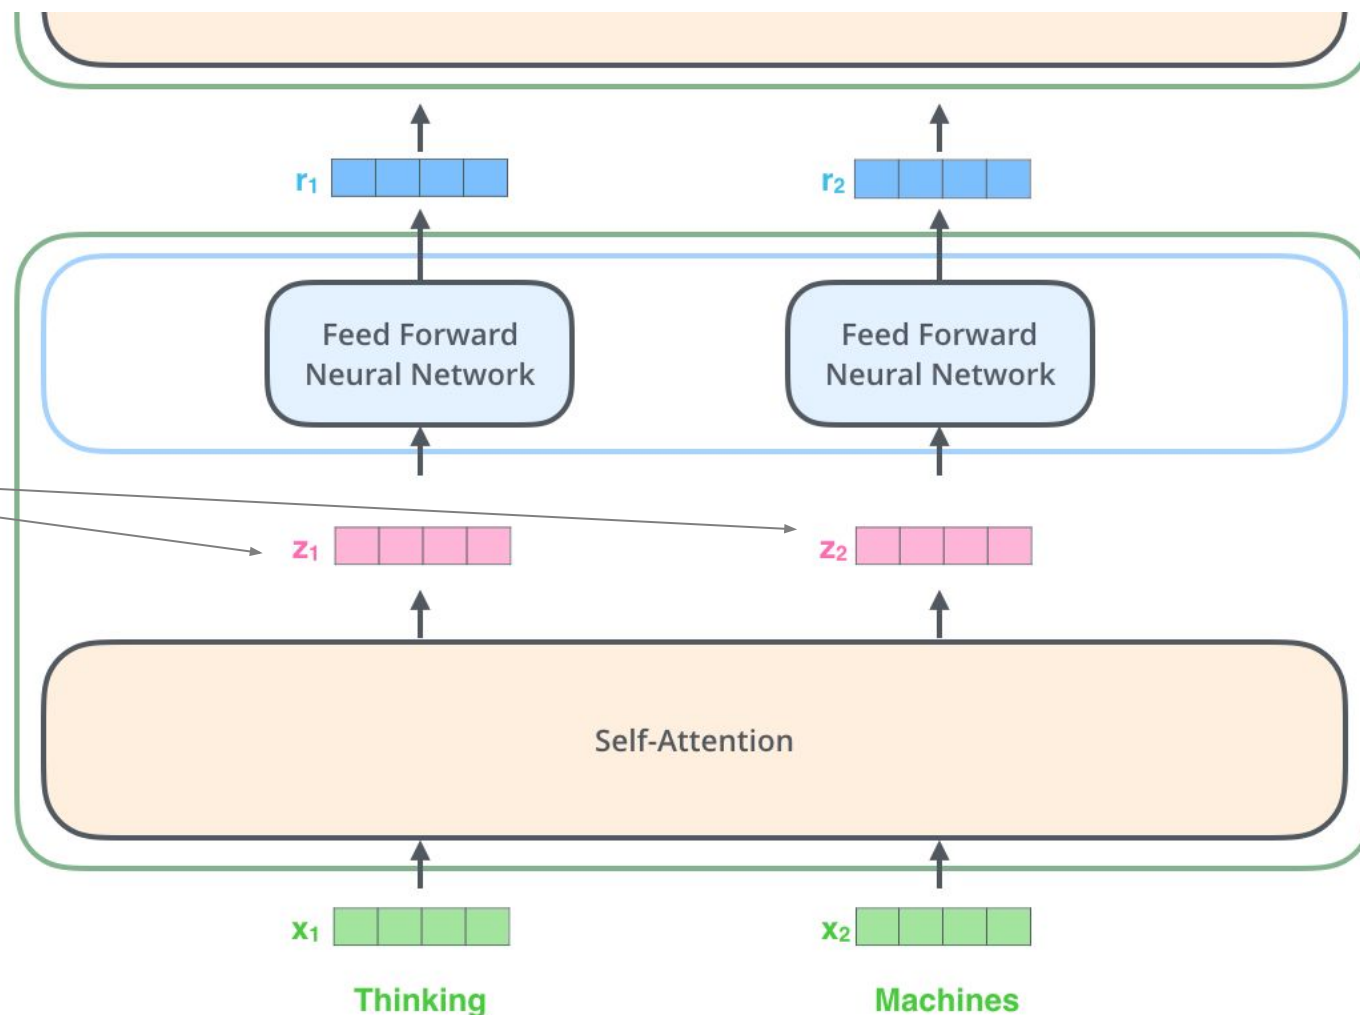 r₁ r₂
Feed Forward Neural Network Feed Forward Neural Network
z₁ z₂
Self-Attention
x₁ x₂
Thinking Machines